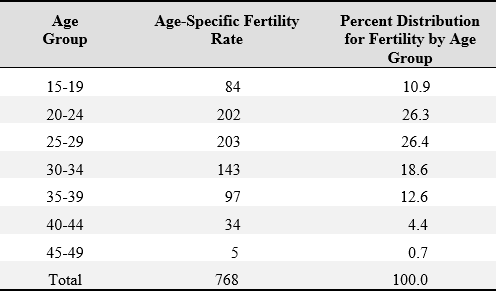 Age Group Age-Specific Fertility Rate Percent Distribution for Fertility by Age Group
15-19 84 10.9
20-24 202 26.3
25-29 203 26.4
30-34 143 18.6
35-39 97 12.6
40-44 34 4.4
45-49 5 0.7
Total 768 100.0